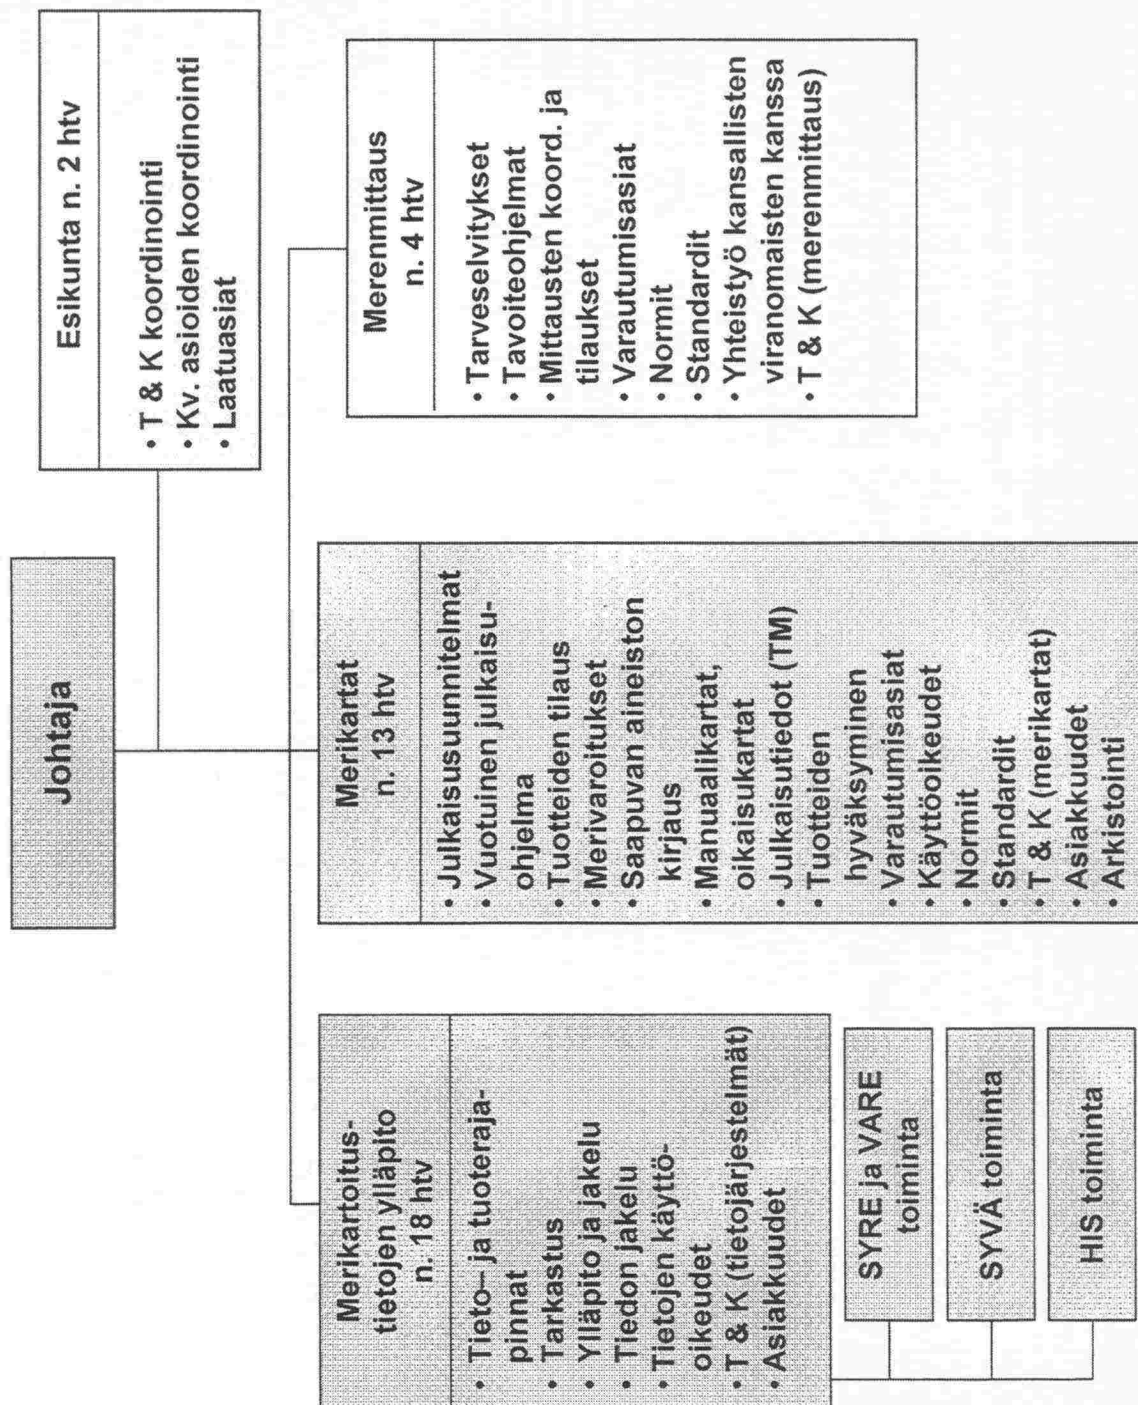 Johtaja
Esikunta n. 2 htv
• T & K koordinointi
• Kv. asioiden koordinointi
• Laatuasiat
Merikartoitus-
tietojen ylläpito
n. 18 htv
• Tieto– ja tuoteraja-
pinnat
• Tarkastus
• Ylläpito ja jakelu
• Tiedon jakelu
• Tietojen käyttö-
oikeudet
• T & K (tietojärjestelmät)
• Asiakkuudet
SYRE ja VARE
toiminta
SYVÄ toiminta
HIS toiminta
Merikartat
n. 13 htv
• Julkaisusuunnitelmat
• Vuotuinen julkaisu-
ohjelma
• Tuotteiden tilaus
• Merivaroitukset
• Saapuvan aineiston
kirjaus
• Manuaalikartat,
oikaisukartat
• Julkaisutiedot (TM)
• Tuotteiden
hyväksyminen
• Varautumisasiat
• Käyttöoikeudet
• Normit
• Standardit
• T & K (merikartat)
• Asiakkuudet
• Arkistointi
Merenmittaus
n. 4 htv
• Tarveselvitykset
• Tavoiteohjelmat
• Mittausten koord. ja
tilaukset
• Varautumisasiat
• Normit
• Standardit
• Yhteistyö kansallisten
viranomaisten kanssa
• T & K (merenmittaus)